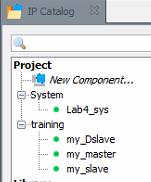 IP Catalog
Project
New Component...
System
Lab4_sys
training
my_Dslave
my_master
my_slave